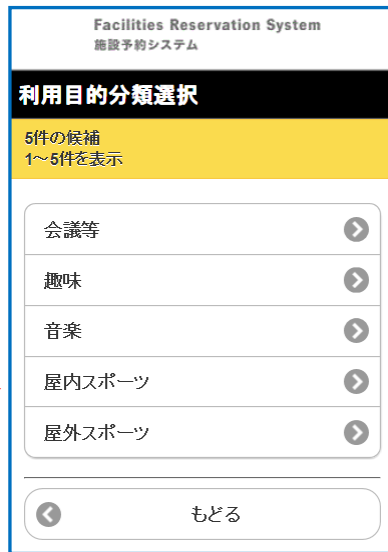 Facilities Reservation System
施設予約システム
利用目的分類選択
5件の候補
1～5件を表示
会議等
趣味
音楽
屋内スポーツ
屋外スポーツ
もどる